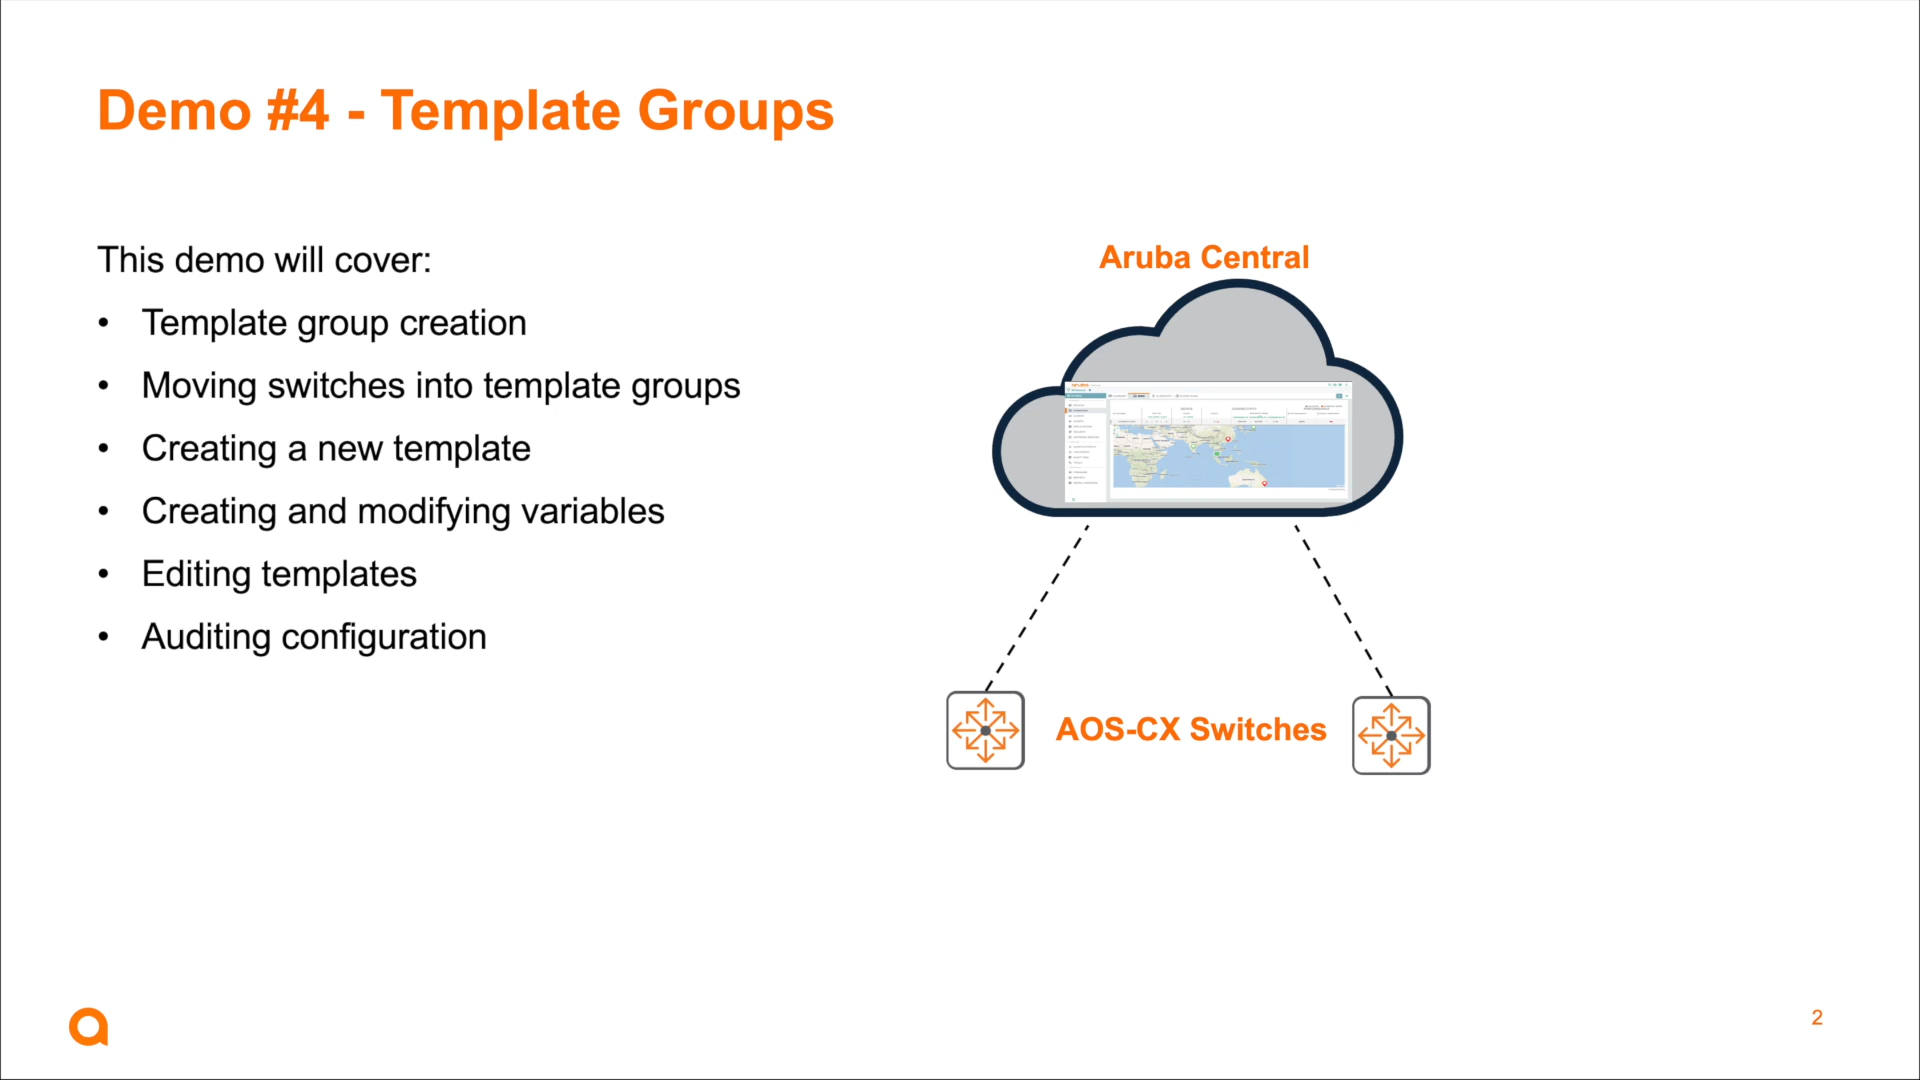 Demo #4 - Template Groups
This demo will cover:
• Template group creation
• Moving switches into template groups
• Creating a new template
• Creating and modifying variables
• Editing templates
• Auditing configuration
Aruba Central
AOS-CX Switches
2